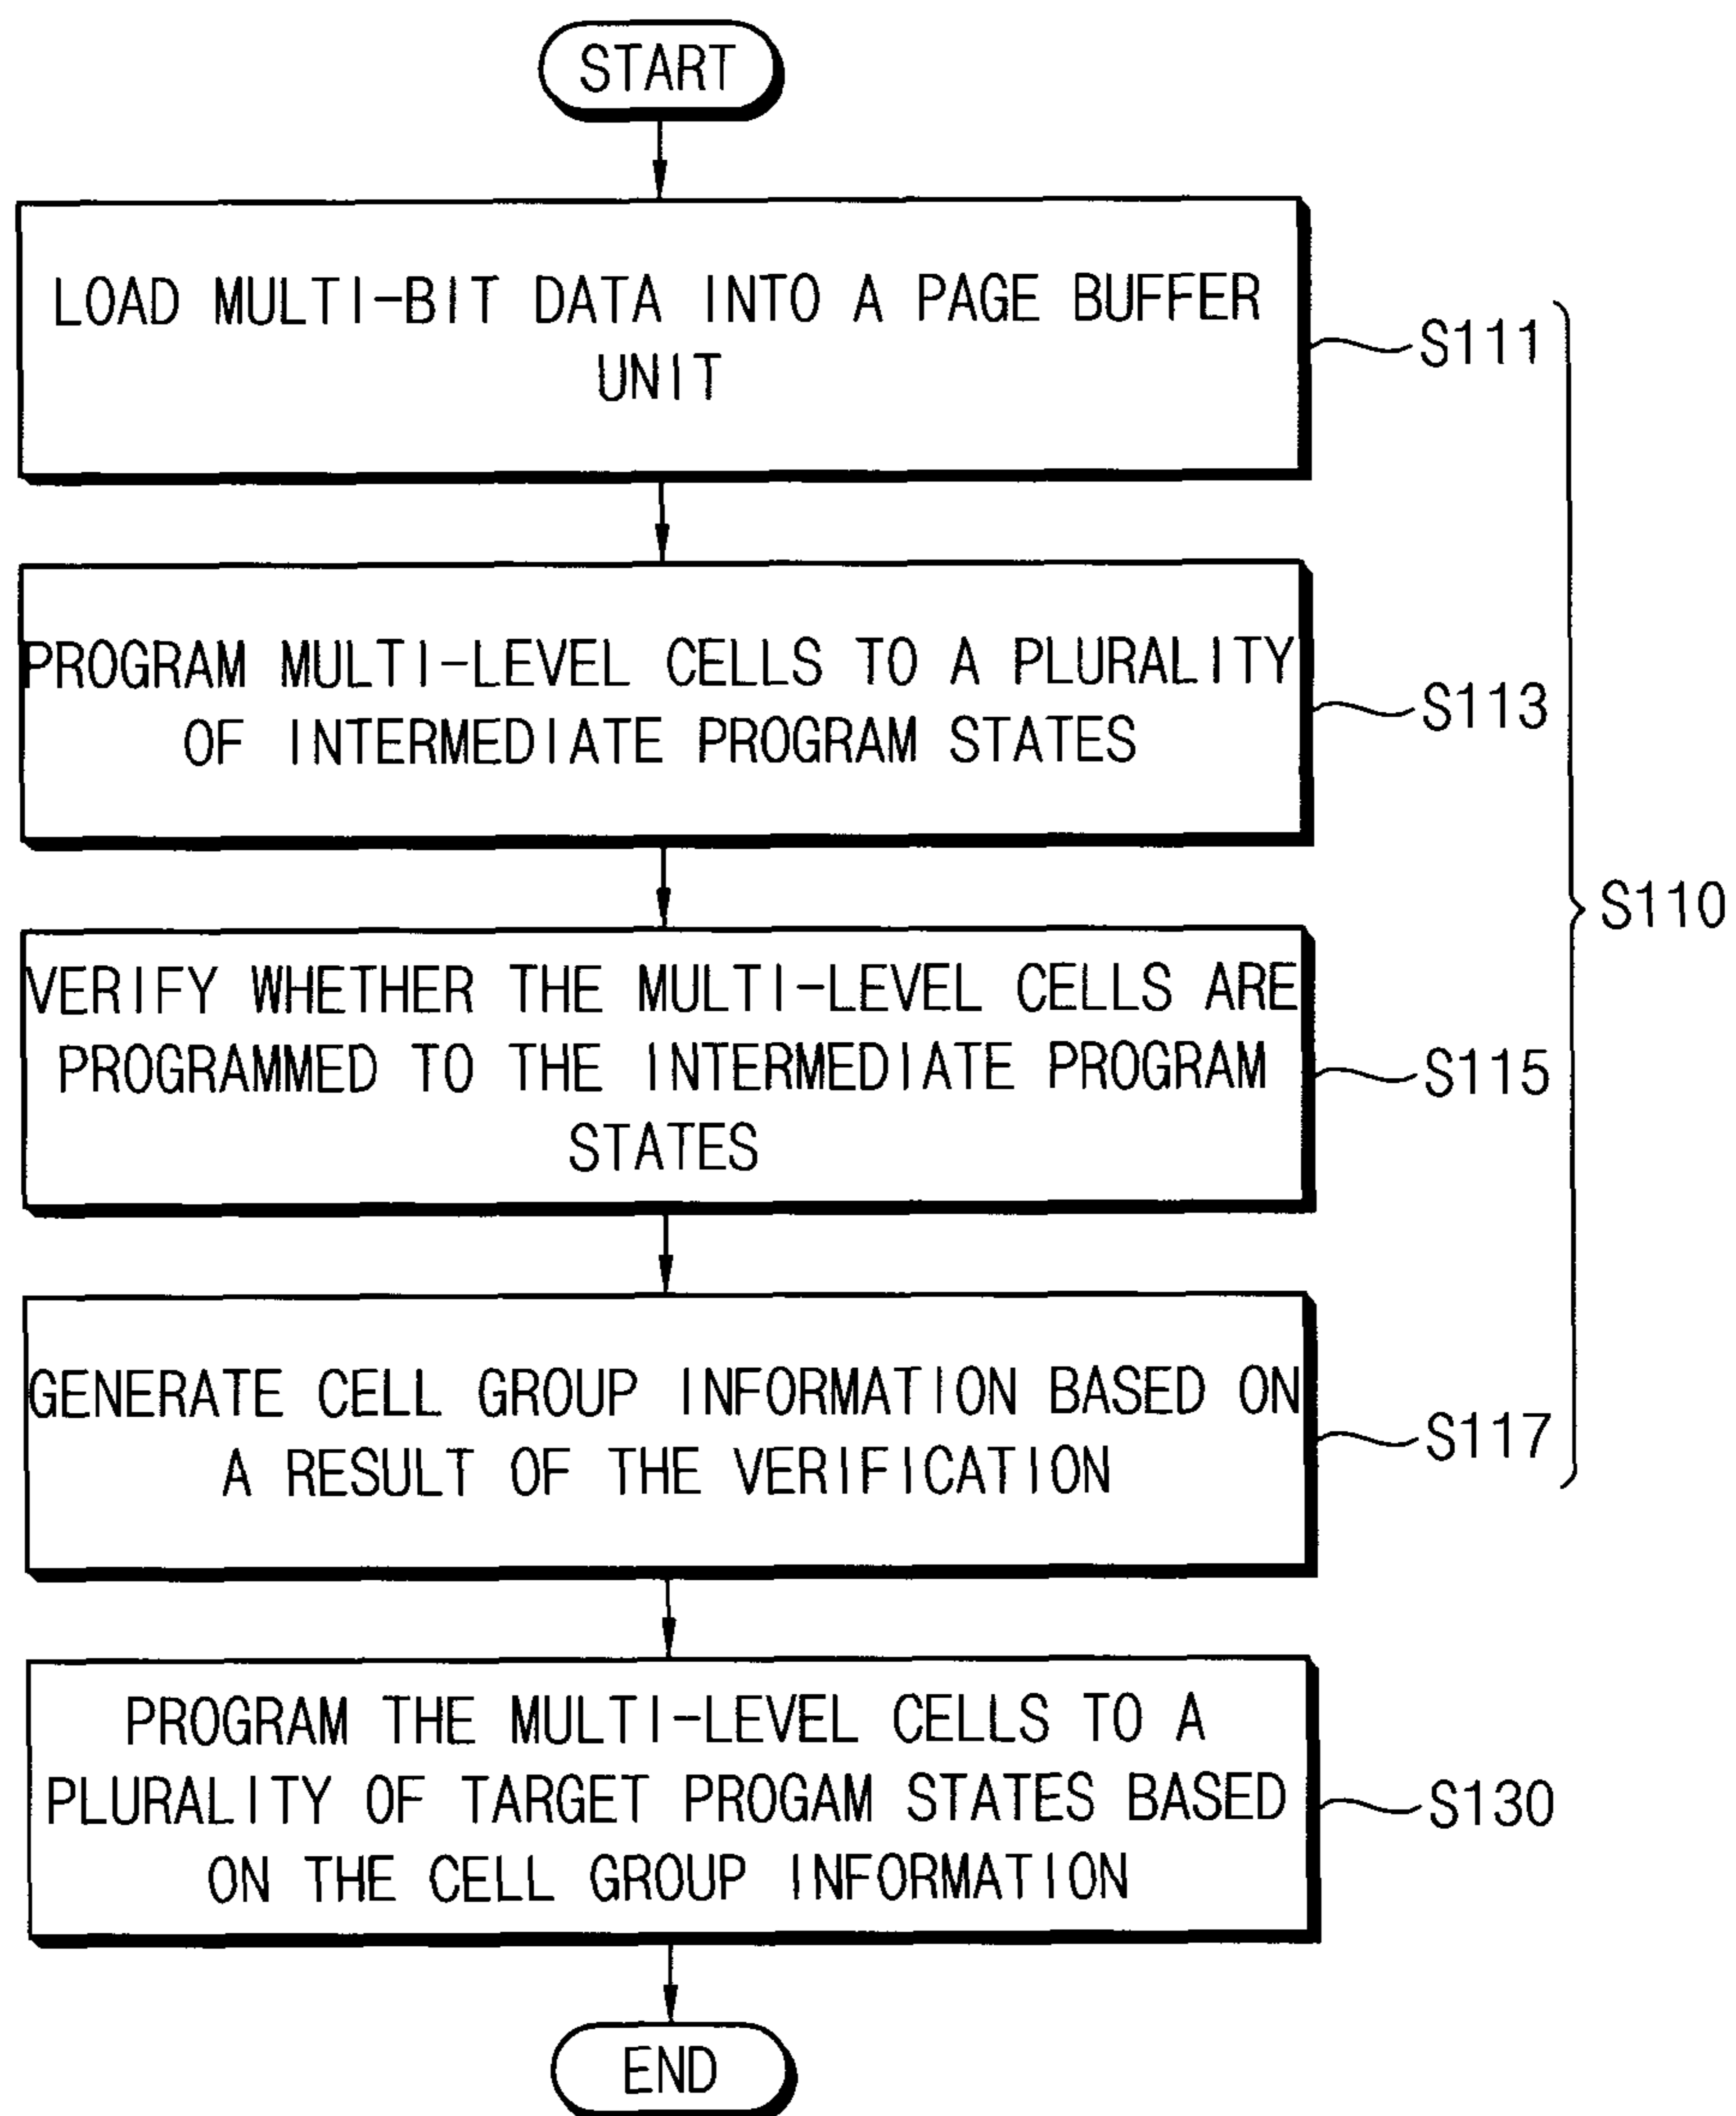 START
LOAD MULTI-BIT DATA INTO A PAGE BUFFER
UNIT
S111
PROGRAM MULTI-LEVEL CELLS TO A PLURALITY
OF INTERMEDIATE PROGRAM STATES
S113
S110
VERIFY WHETHER THE MULTI-LEVEL CELLS ARE
PROGRAMMED TO THE INTERMEDIATE PROGRAM
STATES
S115
GENERATE CELL GROUP INFORMATION BASED ON
A RESULT OF THE VERIFICATION
S117
PROGRAM THE MULTI-LEVEL CELLS TO A
PLURALITY OF TARGET PROGAM STATES BASED
ON THE CELL GROUP INFORMATION
S130
END